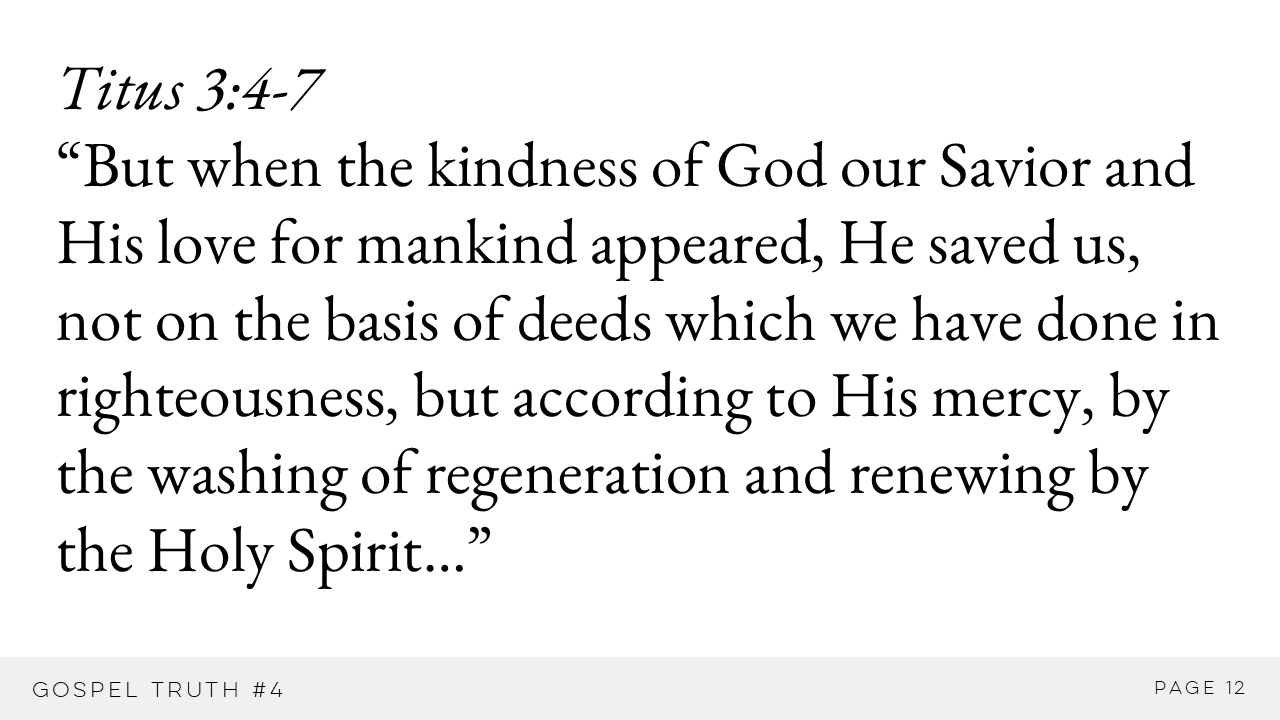 Titus 3:4-7
“But when the kindness of God our Savior and
His love for mankind appeared, He saved us,
not on the basis of deeds which we have done in
righteousness, but according to His mercy, by
the washing of regeneration and renewing by
the Holy Spirit...”
GOSPEL TRUTH #4
PAGE 12